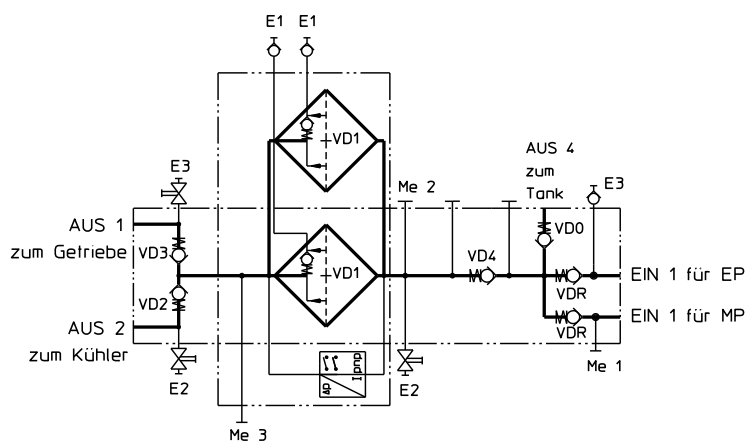 E1 E1
VD1
AUS 4
zum
Tank
E3
Me 2
E3
AUS 1
zum Getriebe
VD3
VD4
VD0
VD1
EIN 1 für EP
VD2
VDR
EIN 1 für MP
AUS 2
zum Kühler
VDR
E2
Δp
I pnp
E2
Me 1
Me 3